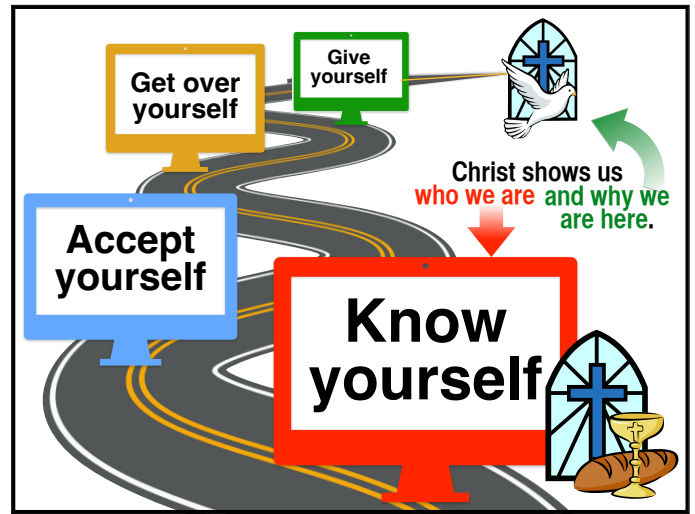 Give
yourself
Get over
yourself
Christ shows us
who we are and why we
are here.
Accept
yourself
Know
yourself